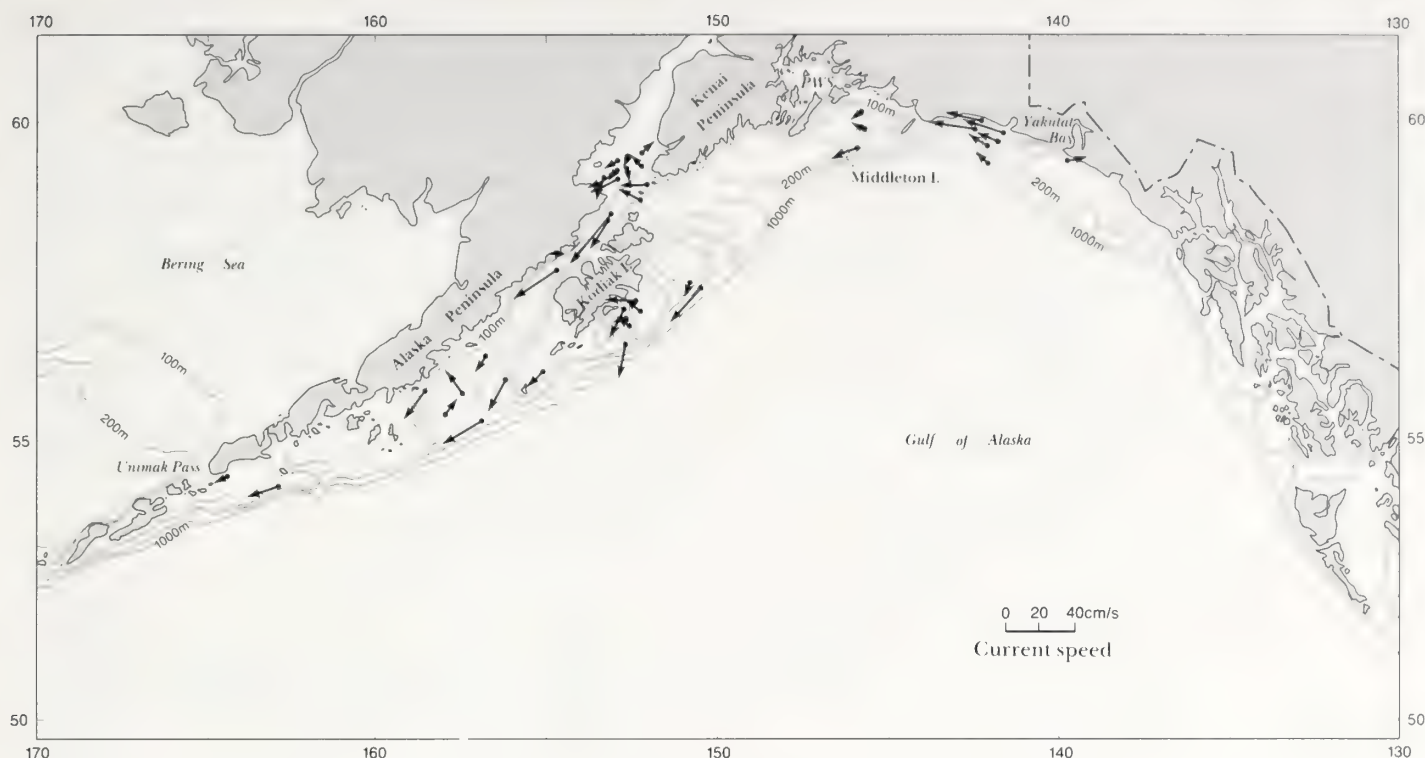 170 160 150 140 130
60
60
Kenai
Peninsula
PWS
100m
Yakutat
Bay
200m
Middleton I.
200m
1000m
1000m
Bering Sea
Kodiak I.
Alaska Peninsula
100m
100m
200m
55
Gulf of Alaska
55
Unimak Pass
1000m
0 20 40cm/s
Current speed
50
50
170 160 150 140 130